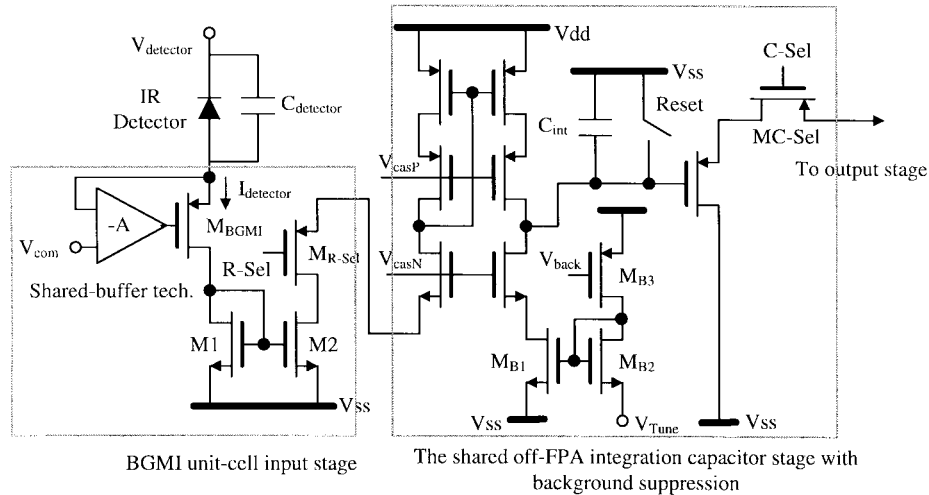 Vdetector
IR
Detector
Cdetector
Idetector
-A
MBGMI
Vcom
R-Sel
MR-Sel
Shared-buffer tech.
M1
M2
Vss
BGMI unit-cell input stage
Vdd
VcasP
VcasN
Vss
Cint
Reset
C-Sel
MC-Sel
To output stage
Vback
MB3
MB1
MB2
Vss
VTune
Vss
The shared off-FPA integration capacitor stage with
background suppression